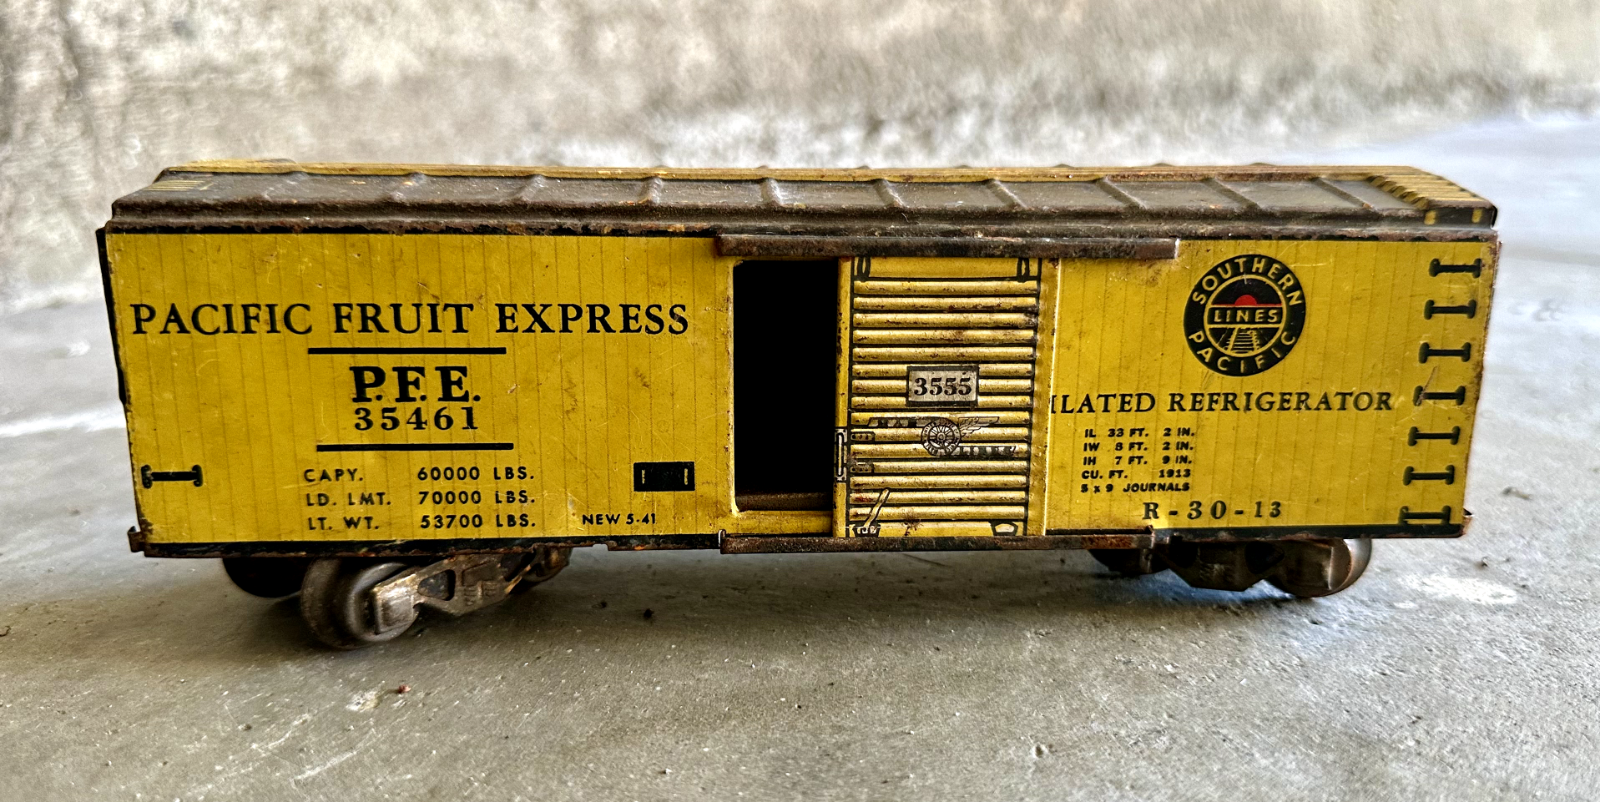 PACIFIC FRUIT EXPRESS
P.F.E.
35461
CAPY. 60000 LBS.
LD. LMT. 70000 LBS.
LT. WT. 53700 LBS.
NEW 5-41
3555
LINES
SOUTHERN
LINES
PACIFIC
ILATED REFRIGERATOR
IL 33 FT. 2 IN.
IW 8 FT. 2 IN.
IH 7 FT. 9 IN.
CU. FT. 1913
5 x 9 JOURNALS
R-30-13